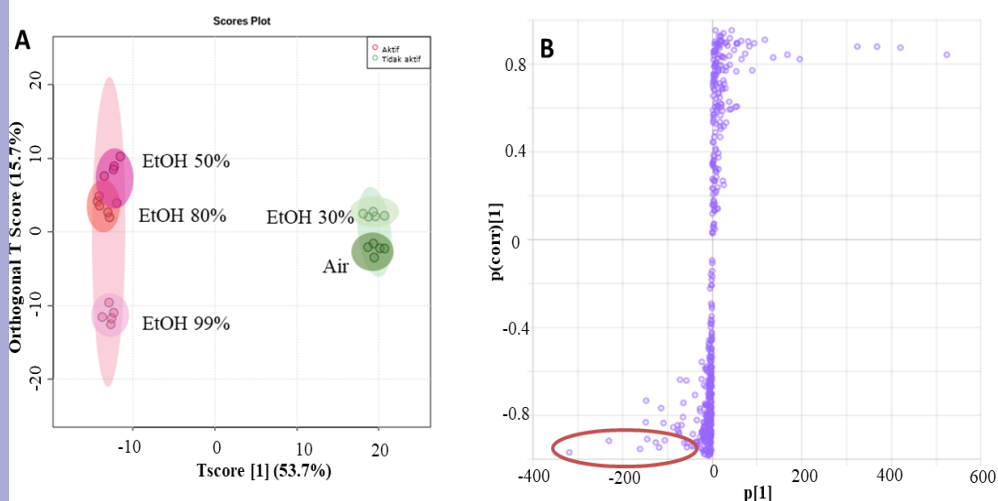 Scores Plot
A
Aktif
Tidak aktif
EtOH 50%
EtOH 80%
EtOH 30%
Air
EtOH 99%
Orthogonal T Score (15.7%)
20
10
0
-10
-20
-10
0
10
20
Tscore [1] (53.7%)
B
p(corr)[1]
0.8
0.4
0
-0.4
-0.8
-400
-200
0
200
400
600
p[1]